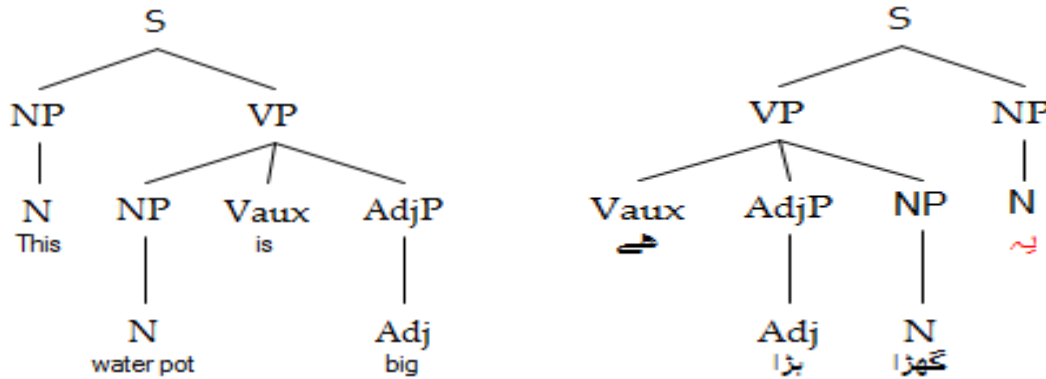 S S
NP VP VP NP
N NP Vaux AdjP Vaux AdjP NP N
This is ھے یہ
N Adj Adj N
water pot big بڑا گھڑا